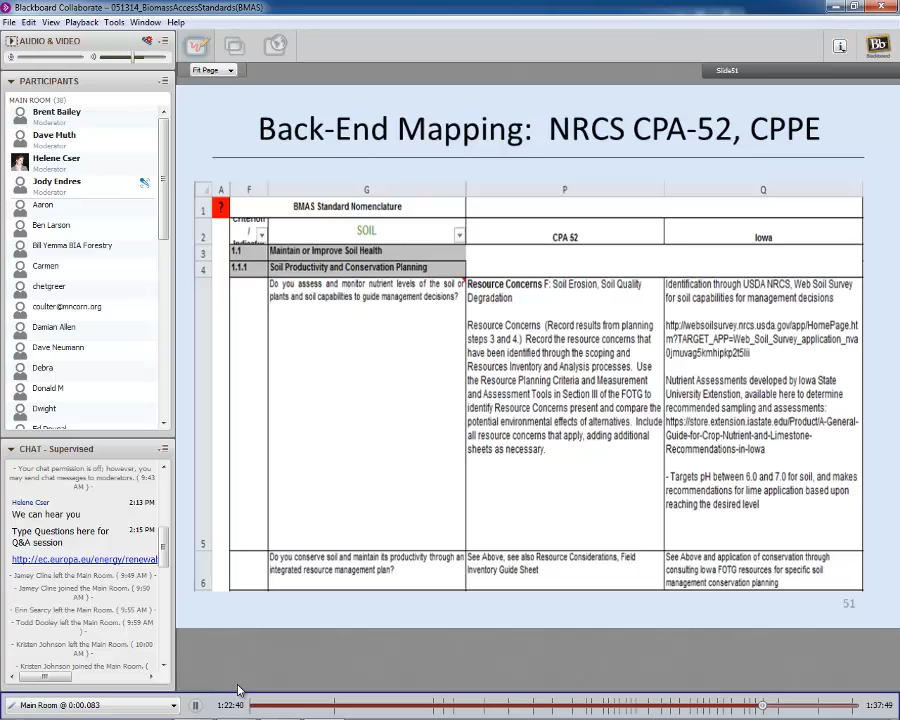 Blackboard Collaborate – 051314_BiomassAccessStandards(BMAS)
File Edit View Playback Tools Window Help
AUDIO & VIDEO
PARTICIPANTS
MAIN ROOM (38)
Brent Bailey
Moderator
Dave Muth
Moderator
Helene Cser
Moderator
Jody Endres
Moderator
Aaron
Ben Larson
Bill Yemma BIA Forestry
Carmen
chetgreer
coulter@mncorn.org
Damian Allen
Dave Neumann
Debra
Donald M
Dwight
CHAT - Supervised
- Your chat permission is off; however, you
may send chat messages to moderators. ( 9:43
AM ) -
Helene Cser 2:13 PM
We can hear you
Type Questions here for 2:15 PM
Q&A session
http://ec.europa.eu/energy/renewal
- Jamey Cline left the Main Room. ( 9:49 AM ) -
- Jamey Cline joined the Main Room. ( 9:50
AM ) -
- Erin Searcy left the Main Room. ( 9:55 AM ) -
- Todd Dooley left the Main Room. ( 9:59 AM
) -
- Kristen Johnson left the Main Room. ( 10:00
AM ) -
- Kristen Johnson joined the Main Room. (
Main Room @ 0:00.083
Fit Page
Slide51
Bb
Blackboard
Back-End Mapping: NRCS CPA-52, CPPE
A F G P Q
1 ? BMAS Standard Nomenclature
2 Criterion
/
Indicator
SOIL CPA 52 Iowa
3 1.1 Maintain or Improve Soil Health
4 1.1.1 Soil Productivity and Conservation Planning
5
Do you assess and monitor nutrient levels of the soil or
plants and soil capabilities to guide management decisions?
Resource Concerns F: Soil Erosion, Soil Quality
Degradation
Resource Concerns (Record results from planning
steps 3 and 4.) Record the resource concerns that
have been identified through the scoping and
Resources Inventory and Analysis processes. Use
the Resource Planning Criteria and Measurement
and Assessment Tools in Section III of the FOTG to
identify Resource Concerns present and compare the
potential environmental effects of alternatives. Include
all resource concerns that apply, adding additional
sheets as necessary.
Identification through USDA NRCS, Web Soil Survey
for soil capabilities for management decisions
http://websoilsurvey.nrcs.usda.gov/app/HomePage.ht
m?TARGET_APP=Web_Soil_Survey_application_nva
0jmuvag5kmhipkp2t5lii
Nutrient Assessments developed by Iowa State
University Extenstion, available here to determine
recommended sampling and assessments:
https://store.extension.iastate.edu/Product/A-General-
Guide-for-Crop-Nutrient-and-Limestone-
Recommendations-in-Iowa
- Targets pH between 6.0 and 7.0 for soil, and makes
recommendations for lime application based upon
reaching the desired level
6
Do you conserve soil and maintain its productivity through an
integrated resource management plan?
See Above, see also Resource Considerations, Field
Inventory Guide Sheet
See Above and application of conservation through
consulting Iowa FOTG resources for specific soil
management conservation planning
51
1:22:40
1:37:49